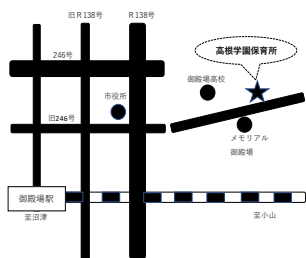 旧R138号
R138号
高根学園保育所
246号
御殿場高校
市役所
旧246号
メモリアル
御殿場
御殿場駅
至沼津
至小山